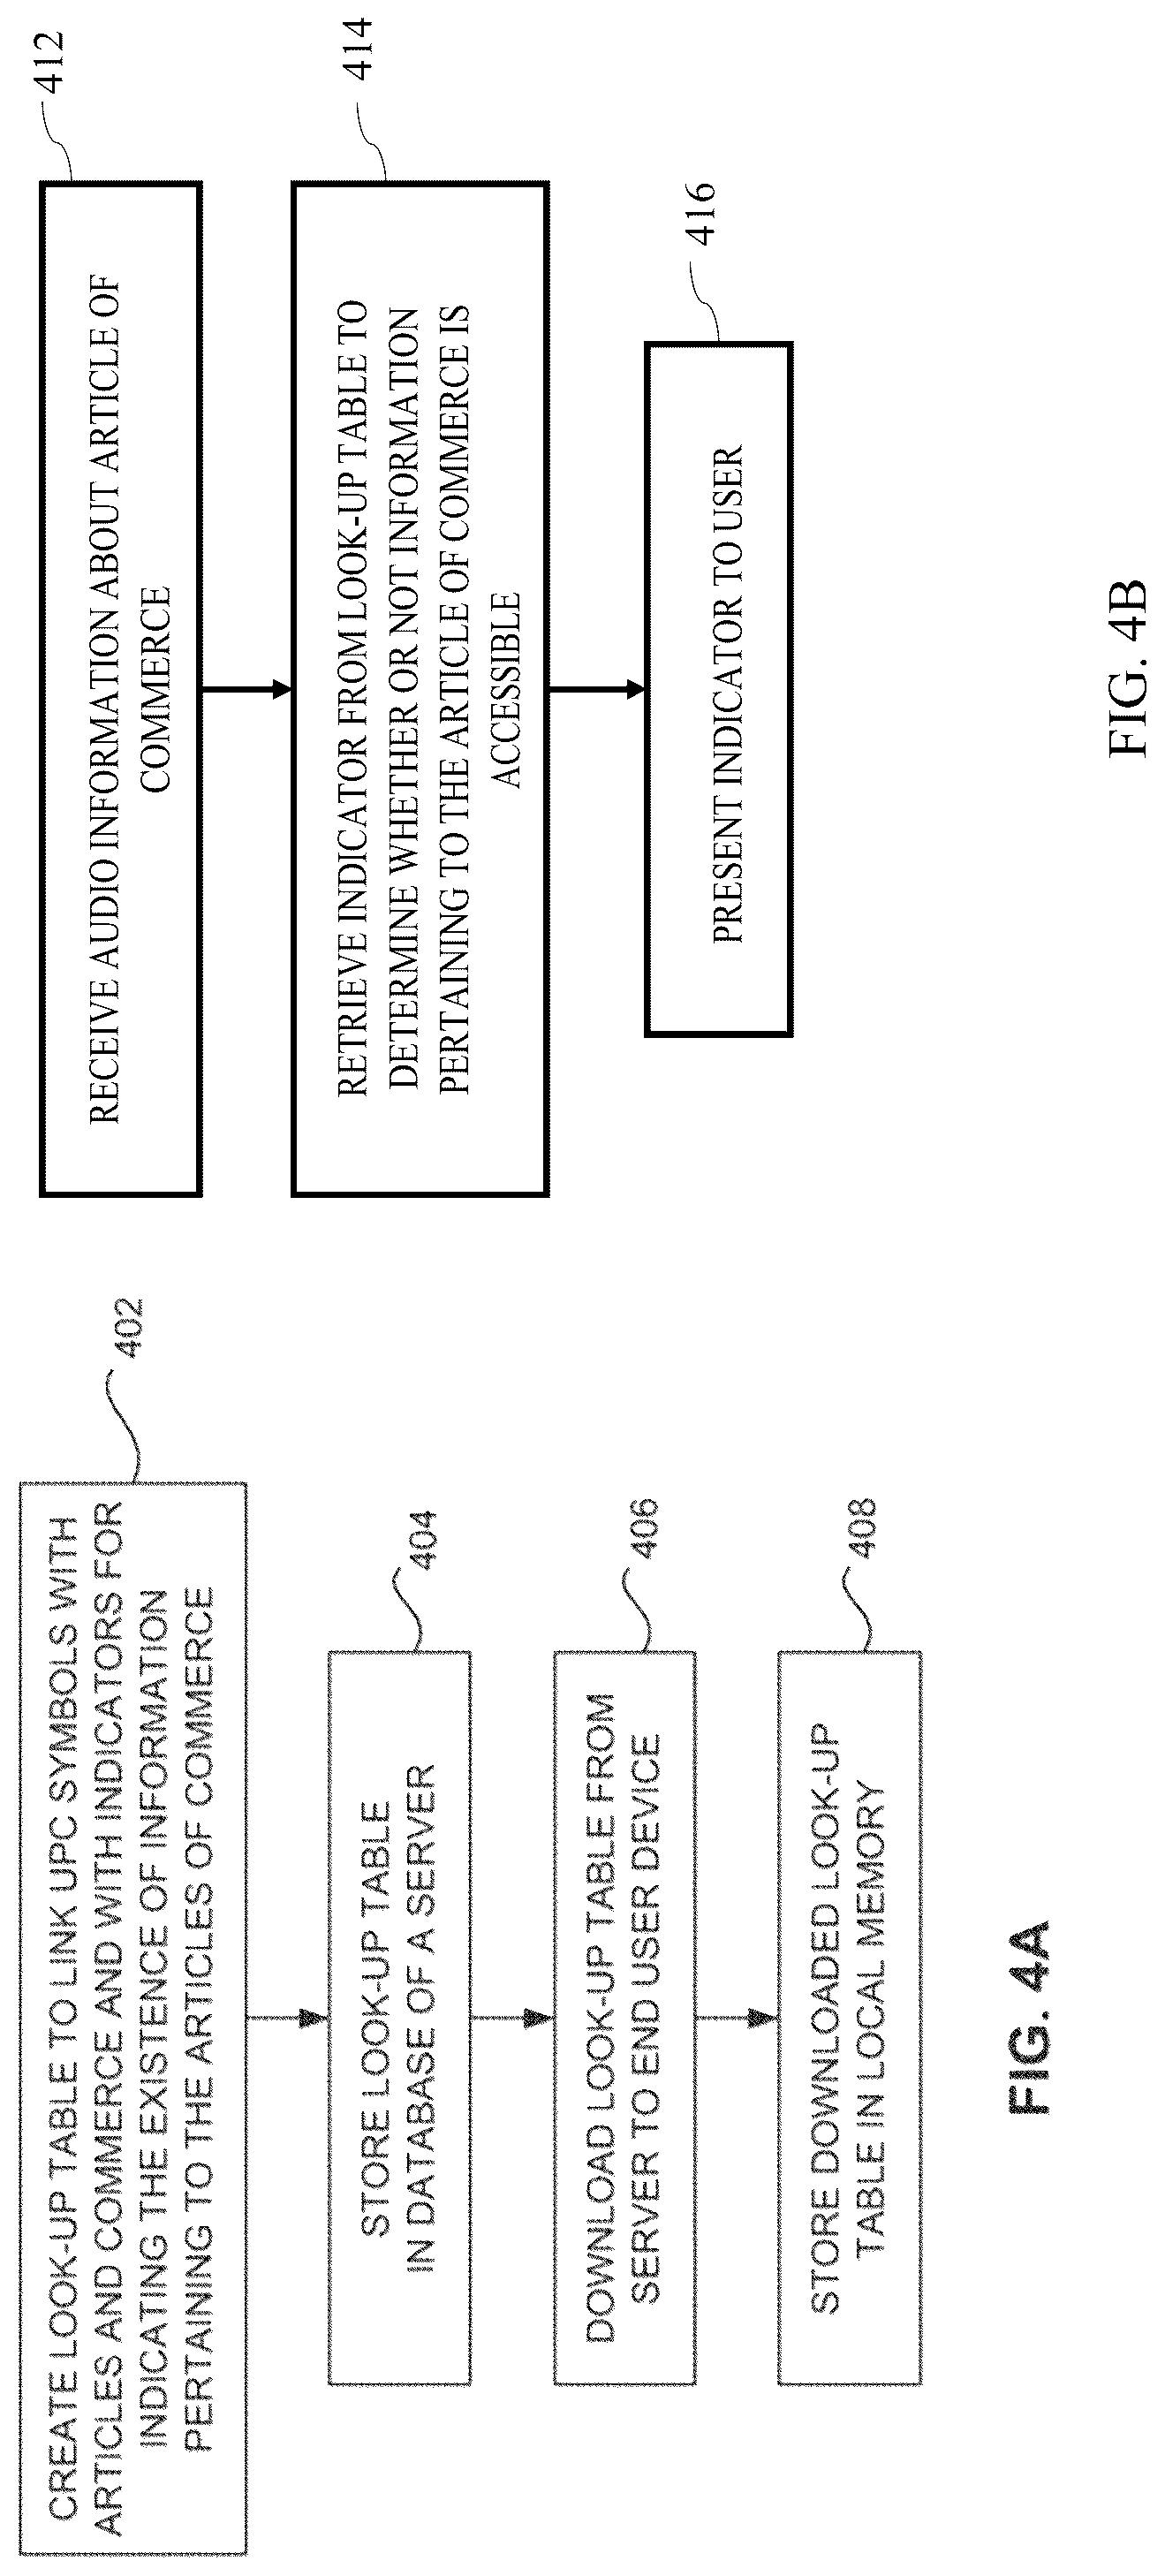 CREATE LOOK-UP TABLE TO LINK UPC SYMBOLS WITH
ARTICLES AND COMMERCE AND WITH INDICATORS FOR
INDICATING THE EXISTENCE OF INFORMATION
PERTAINING TO THE ARTICLES OF COMMERCE
402
STORE LOOK-UP TABLE
IN DATABASE OF A SERVER
404
DOWNLOAD LOOK-UP TABLE FROM
SERVER TO END USER DEVICE
406
STORE DOWNLOADED LOOK-UP
TABLE IN LOCAL MEMORY
408
FIG. 4A
RECEIVE AUDIO INFORMATION ABOUT ARTICLE OF
COMMERCE
412
RETRIEVE INDICATOR FROM LOOK-UP TABLE TO
DETERMINE WHETHER OR NOT INFORMATION
PERTAINING TO THE ARTICLE OF COMMERCE IS
ACCESSIBLE
414
PRESENT INDICATOR TO USER
416
FIG. 4B